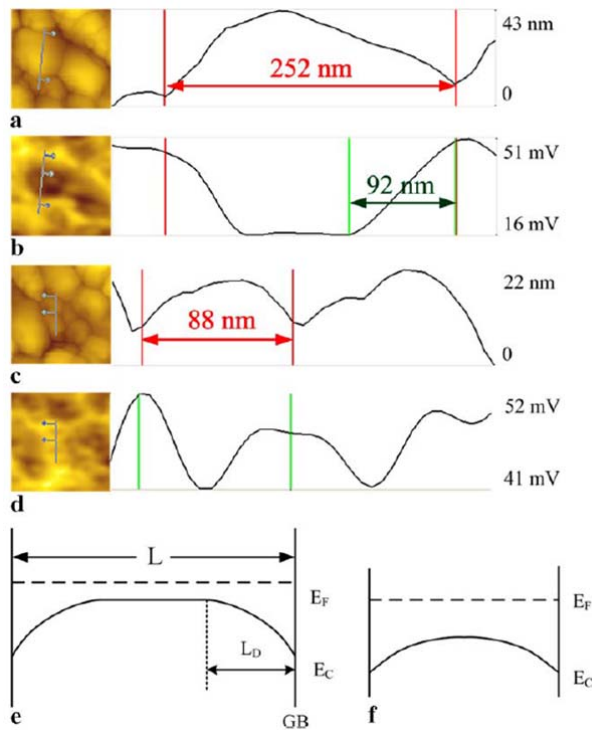 43 nm
252 nm
0
a
51 mV
92 nm
16 mV
b
22 nm
88 nm
0
c
52 mV
41 mV
d
L
E_F
L_D
E_C
e
GB
E_F
E_C
f